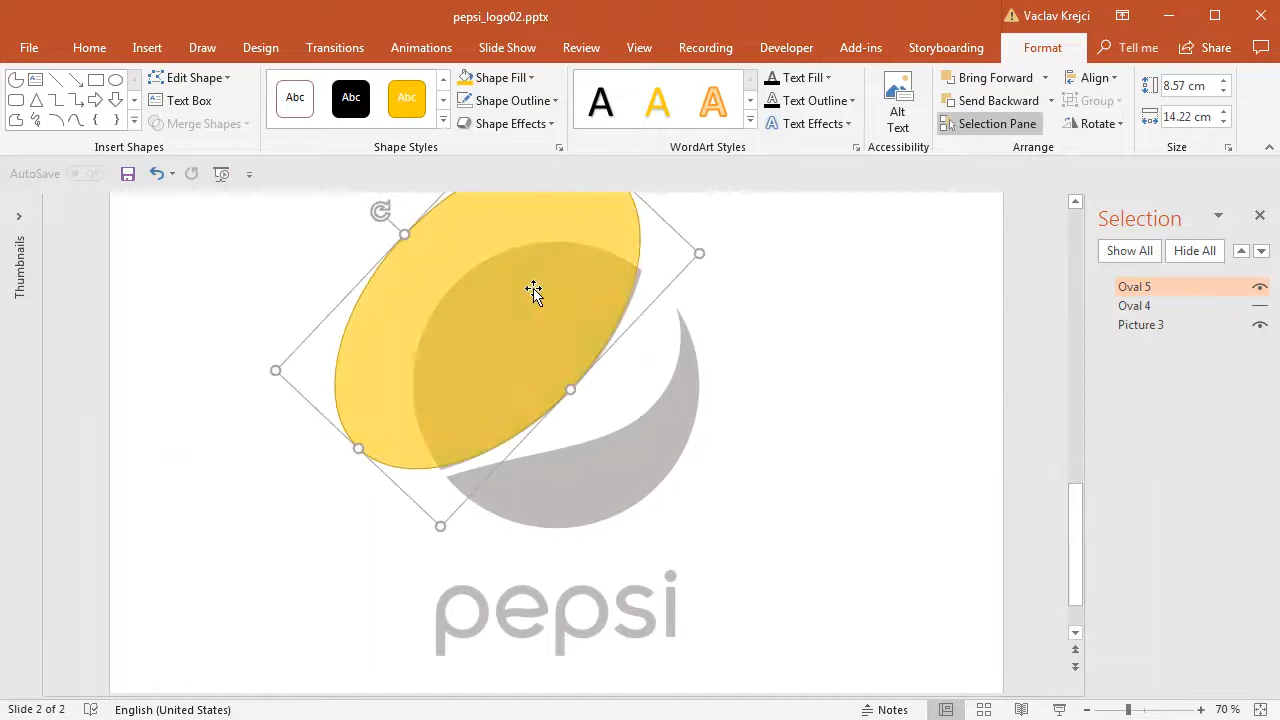 pepsi_logo02.pptx
Vaclav Krejci
File Home Insert Draw Design Transitions Animations Slide Show Review View Recording Developer Add-ins Storyboarding Format Tell me Share
Edit Shape
Text Box
Merge Shapes
Insert Shapes
Abc Abc Abc
Shape Fill
Shape Outline
Shape Effects
Shape Styles
A A A
Text Fill
Text Outline
Text Effects
WordArt Styles
Alt
Text
Accessibility
Bring Forward
Send Backward
Selection Pane
Align
Group
Rotate
Arrange
8.57 cm
14.22 cm
Size
AutoSave Off
Thumbnails
pepsi
Selection
Show All Hide All
Oval 5
Oval 4
Picture 3
Slide 2 of 2 English (United States) Notes 70 %